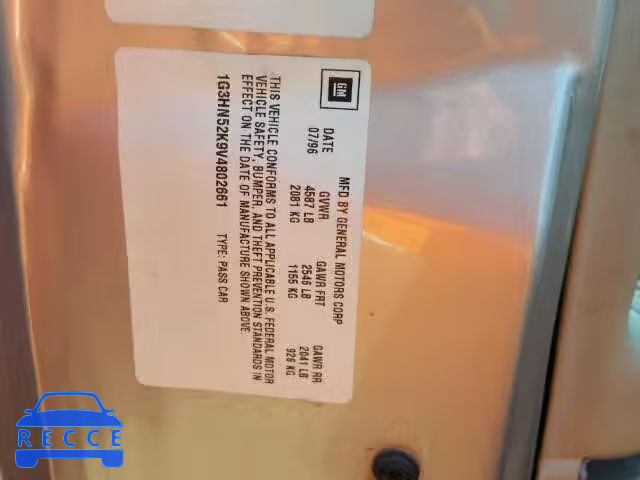 GM
MFD BY GENERAL MOTORS CORP
DATE GVWR GAWR FRT GAWR RR
07/96 4587 LB 2546 LB 2041 LB
2081 KG 1155 KG 926 KG
THIS VEHICLE CONFORMS TO ALL APPLICABLE U.S. FEDERAL MOTOR
VEHICLE SAFETY, BUMPER, AND THEFT PREVENTION STANDARDS IN
EFFECT ON THE DATE OF MANUFACTURE SHOWN ABOVE.
1G3HN52K9V4802661 TYPE: PASS CAR
RECCE